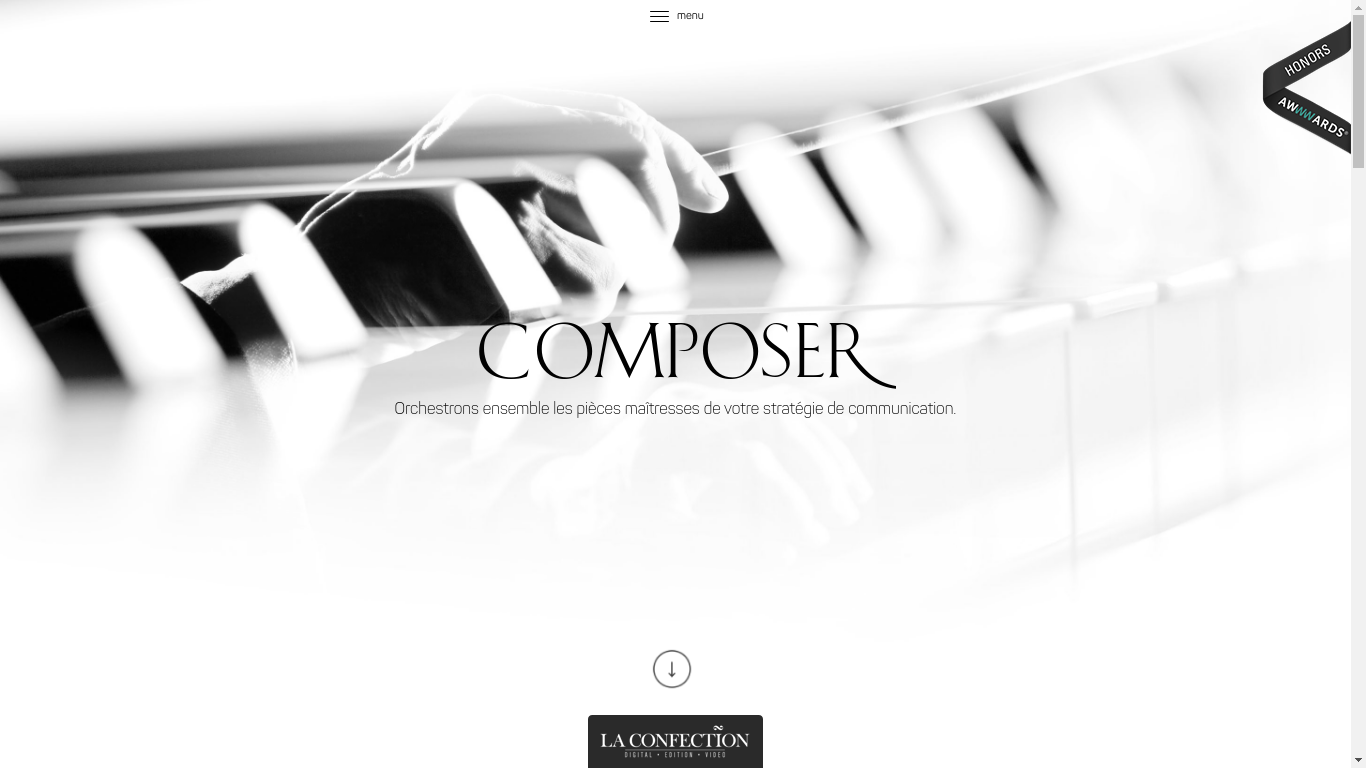 menu
HONORS
AWWWARDS®
COMPOSER
Orchestrons ensemble les pièces maîtresses de votre stratégie de communication.
LA CONFECTION
DIGITAL • EDITION • VIDEO